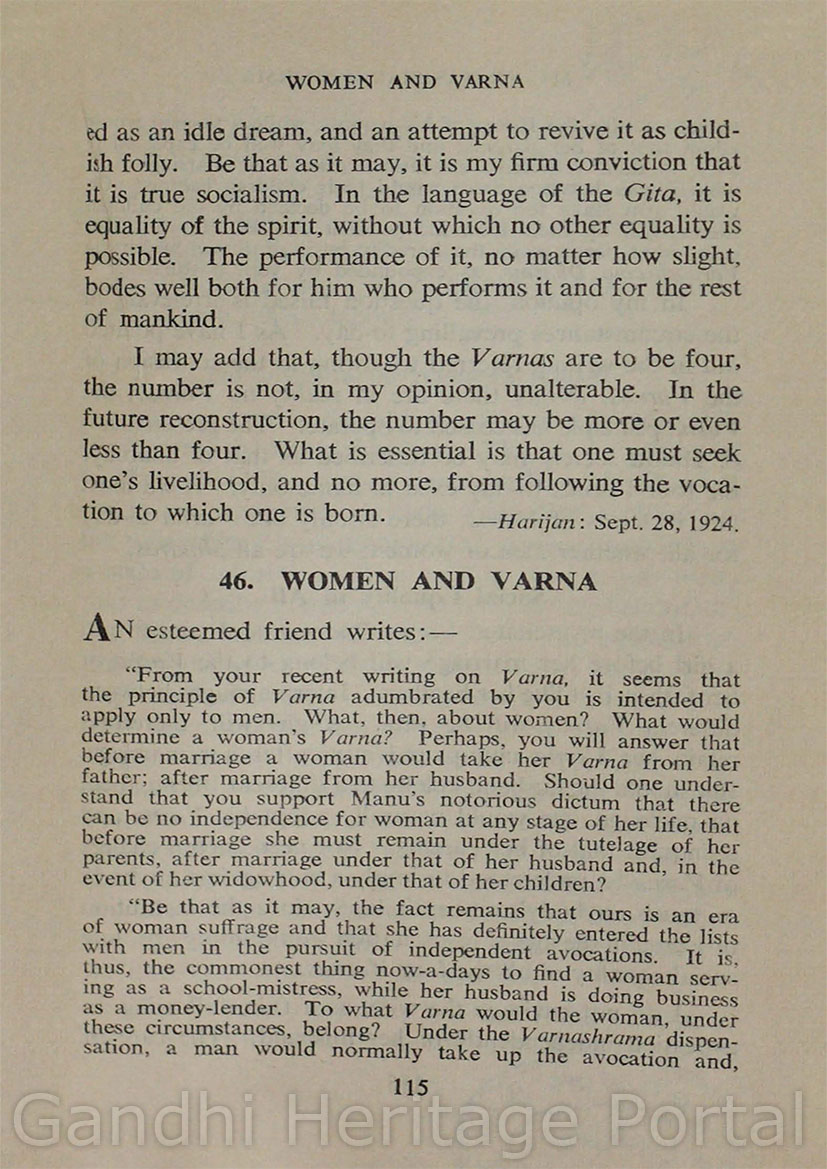 WOMEN AND VARNA
ed as an idle dream, and an attempt to revive it as child-
ish folly. Be that as it may, it is my firm conviction that
it is true socialism. In the language of the Gita, it is
equality of the spirit, without which no other equality is
possible. The performance of it, no matter how slight,
bodes well both for him who performs it and for the rest
of mankind.
I may add that, though the Varnas are to be four,
the number is not, in my opinion, unalterable. In the
future reconstruction, the number may be more or even
less than four. What is essential is that one must seek
one's livelihood, and no more, from following the voca-
tion to which one is born. —Harijan: Sept. 28, 1924.
46. WOMEN AND VARNA
AN esteemed friend writes:—
"From your recent writing on Varna, it seems that
the principle of Varna adumbrated by you is intended to
apply only to men. What, then, about women? What would
determine a woman's Varna? Perhaps, you will answer that
before marriage a woman would take her Varna from her
father; after marriage from her husband. Should one under-
stand that you support Manu's notorious dictum that there
can be no independence for woman at any stage of her life, that
before marriage she must remain under the tutelage of her
parents, after marriage under that of her husband and, in the
event of her widowhood, under that of her children?
"Be that as it may, the fact remains that ours is an era
of woman suffrage and that she has definitely entered the lists
with men in the pursuit of independent avocations. It is,
thus, the commonest thing now-a-days to find a woman serv-
ing as a school-mistress, while her husband is doing business
as a money-lender. To what Varna would the woman, under
these circumstances, belong? Under the Varnashrama dispen-
sation, a man would normally take up the avocation and,
115
Gandhi Heritage Portal